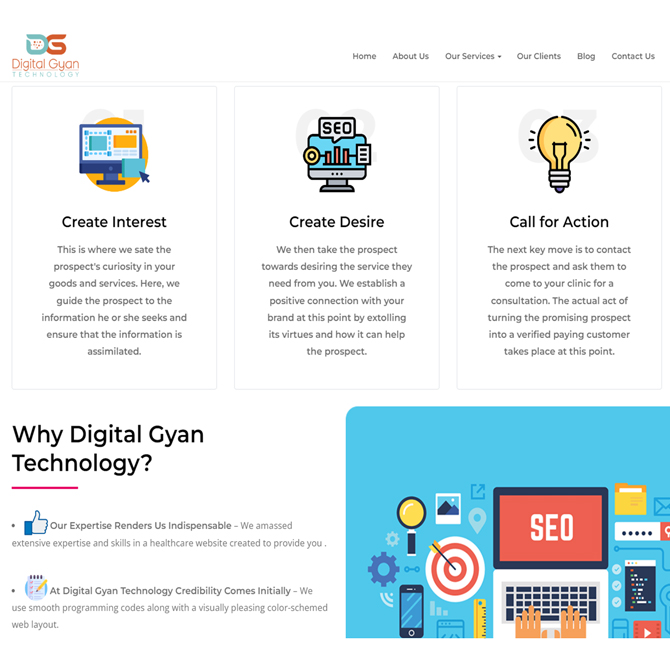 DG
Digital Gyan
TECHNOLOGY
Home About Us Our Services Our Clients Blog Contact Us
01
02
03
SEO
Create Interest
This is where we sate the
prospect's curiosity in your
goods and services. Here, we
guide the prospect to the
information he or she seeks and
ensure that the information is
assimilated.
Create Desire
We then take the prospect
towards desiring the service they
need from you. We establish a
positive connection with your
brand at this point by extolling
its virtues and how it can help
the prospect.
Call for Action
The next key move is to contact
the prospect and ask them to
come to your clinic for a
consultation. The actual act of
turning the promising prospect
into a verified paying customer
takes place at this point.
Why Digital Gyan
Technology?
• Our Expertise Renders Us Indispensable – We amassed
extensive expertise and skills in a healthcare website created to provide you .
• At Digital Gyan Technology Credibility Comes Initially – We
use smooth programming codes along with a visually pleasing color-schemed
web layout.
SEO